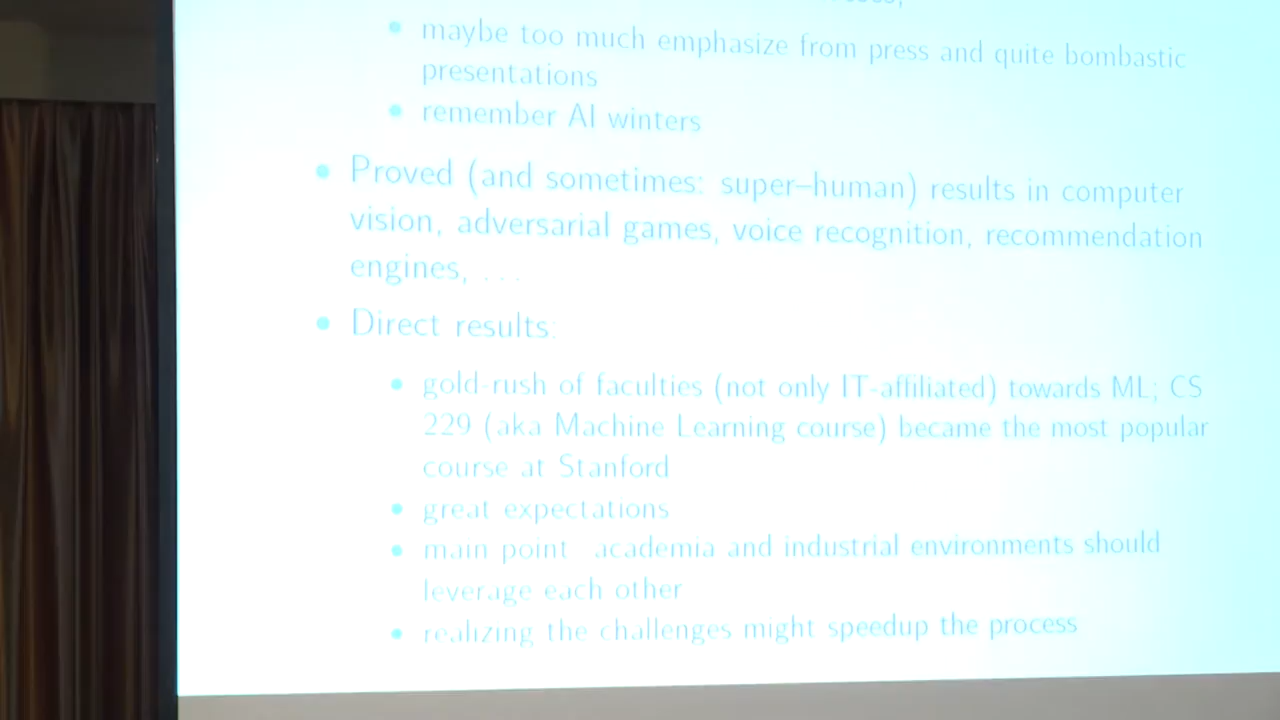 • maybe too much emphasize from press and quite bombastic
presentations
• remember AI winters
• Proved (and sometimes: super–human) results in computer
vision, adversarial games, voice recognition, recommendation
engines, ...
• Direct results:
• gold-rush of faculties (not only IT-affiliated) towards ML; CS
229 (aka Machine Learning course) became the most popular
course at Stanford
• great expectations
• main point academia and industrial environments should
leverage each other
• realizing the challenges might speedup the process